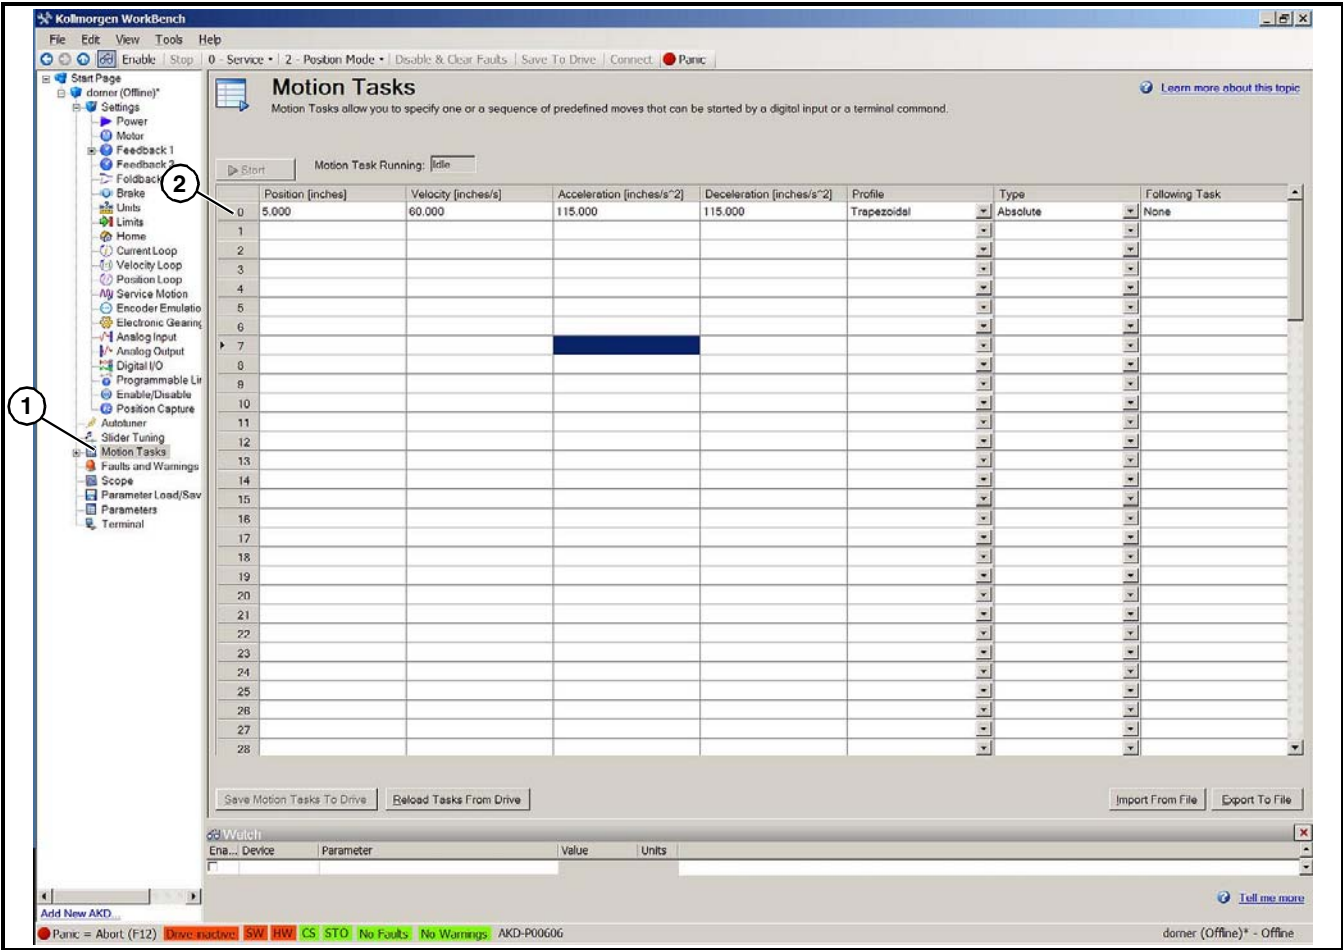 Kollmorgen WorkBench
File Edit View Tools Help
Enable Stop 0 - Service 2 - Position Mode Disable & Clear Faults Save To Drive Connect Panic
Start Page
dorner (Offline)*
Settings
Power
Motor
Feedback 1
Feedback 2
Foldback
Brake
Units
Limits
Home
Current Loop
Velocity Loop
Position Loop
Service Motion
Encoder Emulatio
Electronic Gearing
Analog Input
Analog Output
Digital I/O
Programmable Lir
Enable/Disable
Position Capture
Autotuner
Slider Tuning
Motion Tasks
Faults and Warnings
Scope
Parameter Load/Sav
Parameters
Terminal
Add New AKD...
1
2
Motion Tasks
Learn more about this topic
Motion Tasks allow you to specify one or a sequence of predefined moves that can be started by a digital input or a terminal command.
Start Motion Task Running: Idle
Position [inches] Velocity [inches/s] Acceleration [inches/s^2] Deceleration [inches/s^2] Profile Type Following Task
0 5.000 60.000 115.000 115.000 Trapezoidal Absolute None
1
2
3
4
5
6
7
8
9
10
11
12
13
14
15
16
17
18
19
20
21
22
23
24
25
26
27
28
Save Motion Tasks To Drive Reload Tasks From Drive Import From File Export To File
Watch
Ena... Device Parameter Value Units
Tell me more
Panic = Abort (F12) Drive inactive SW HW CS STO No Faults No Warnings AKD-P00606 dorner (Offline)* - Offline